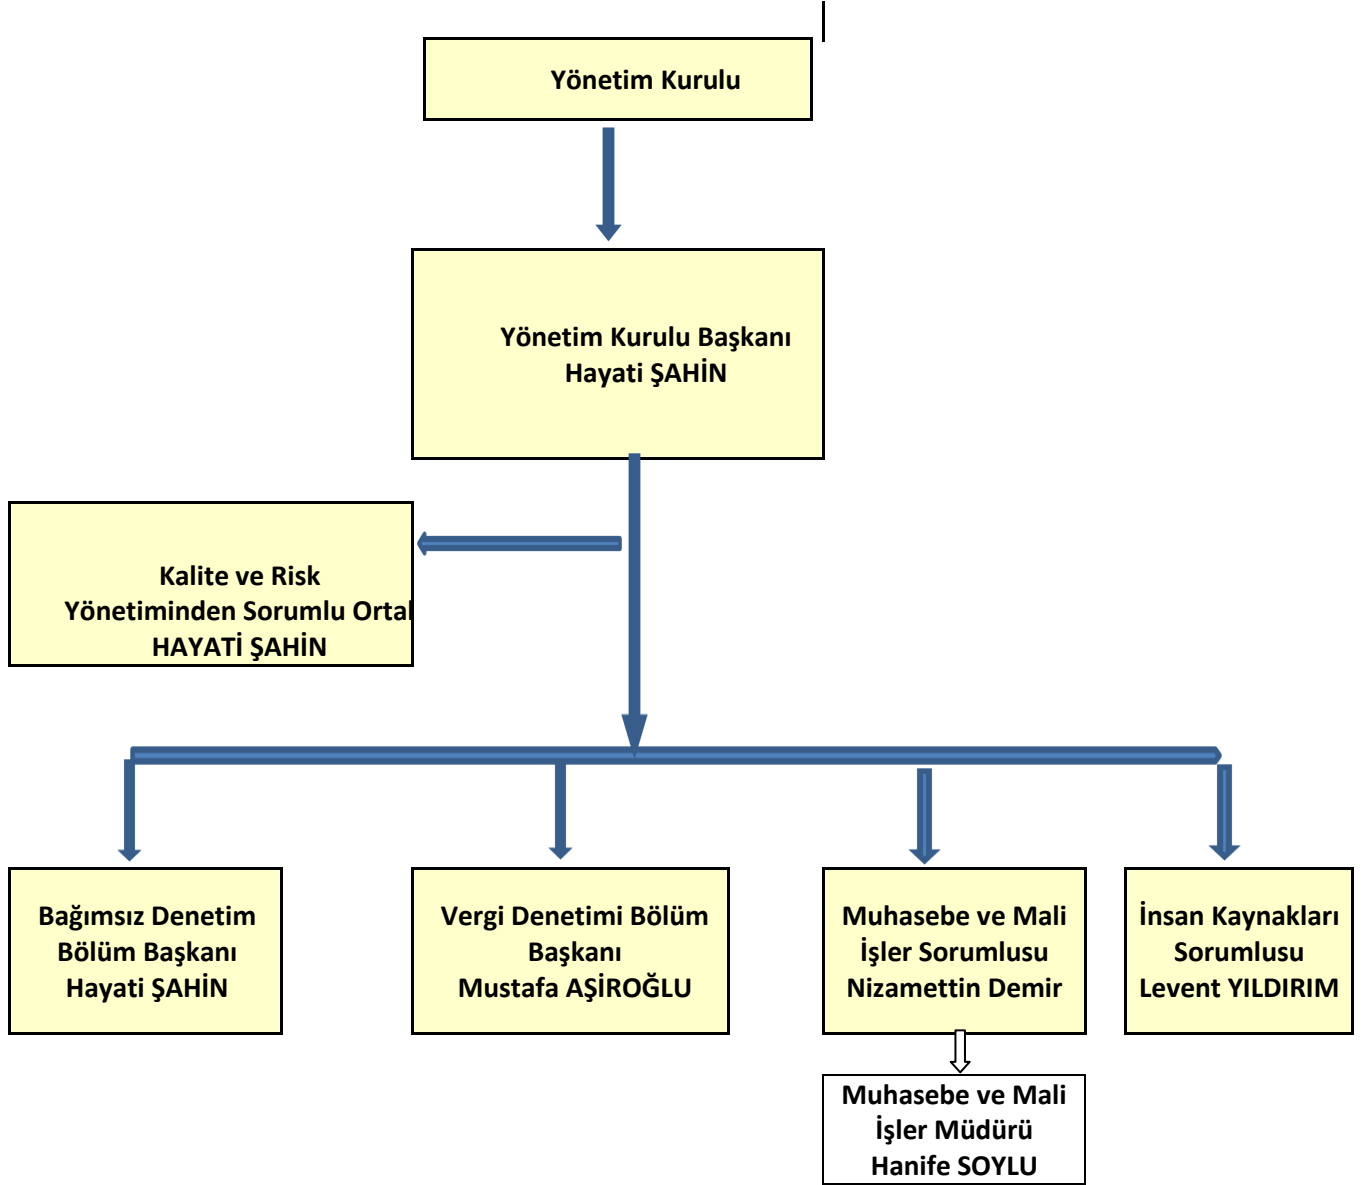 Yönetim Kurulu
Yönetim Kurulu Başkanı
Hayati ŞAHİN
Kalite ve Risk
Yönetiminden Sorumlu Ortak
HAYATİ ŞAHİN
Bağımsız Denetim
Bölüm Başkanı
Hayati ŞAHİN
Vergi Denetimi Bölüm
Başkanı
Mustafa AŞİROĞLU
Muhasebe ve Mali
İşler Sorumlusu
Nizamettin Demir
İnsan Kaynakları
Sorumlusu
Levent YILDIRIM
Muhasebe ve Mali
İşler Müdürü
Hanife SOYLU